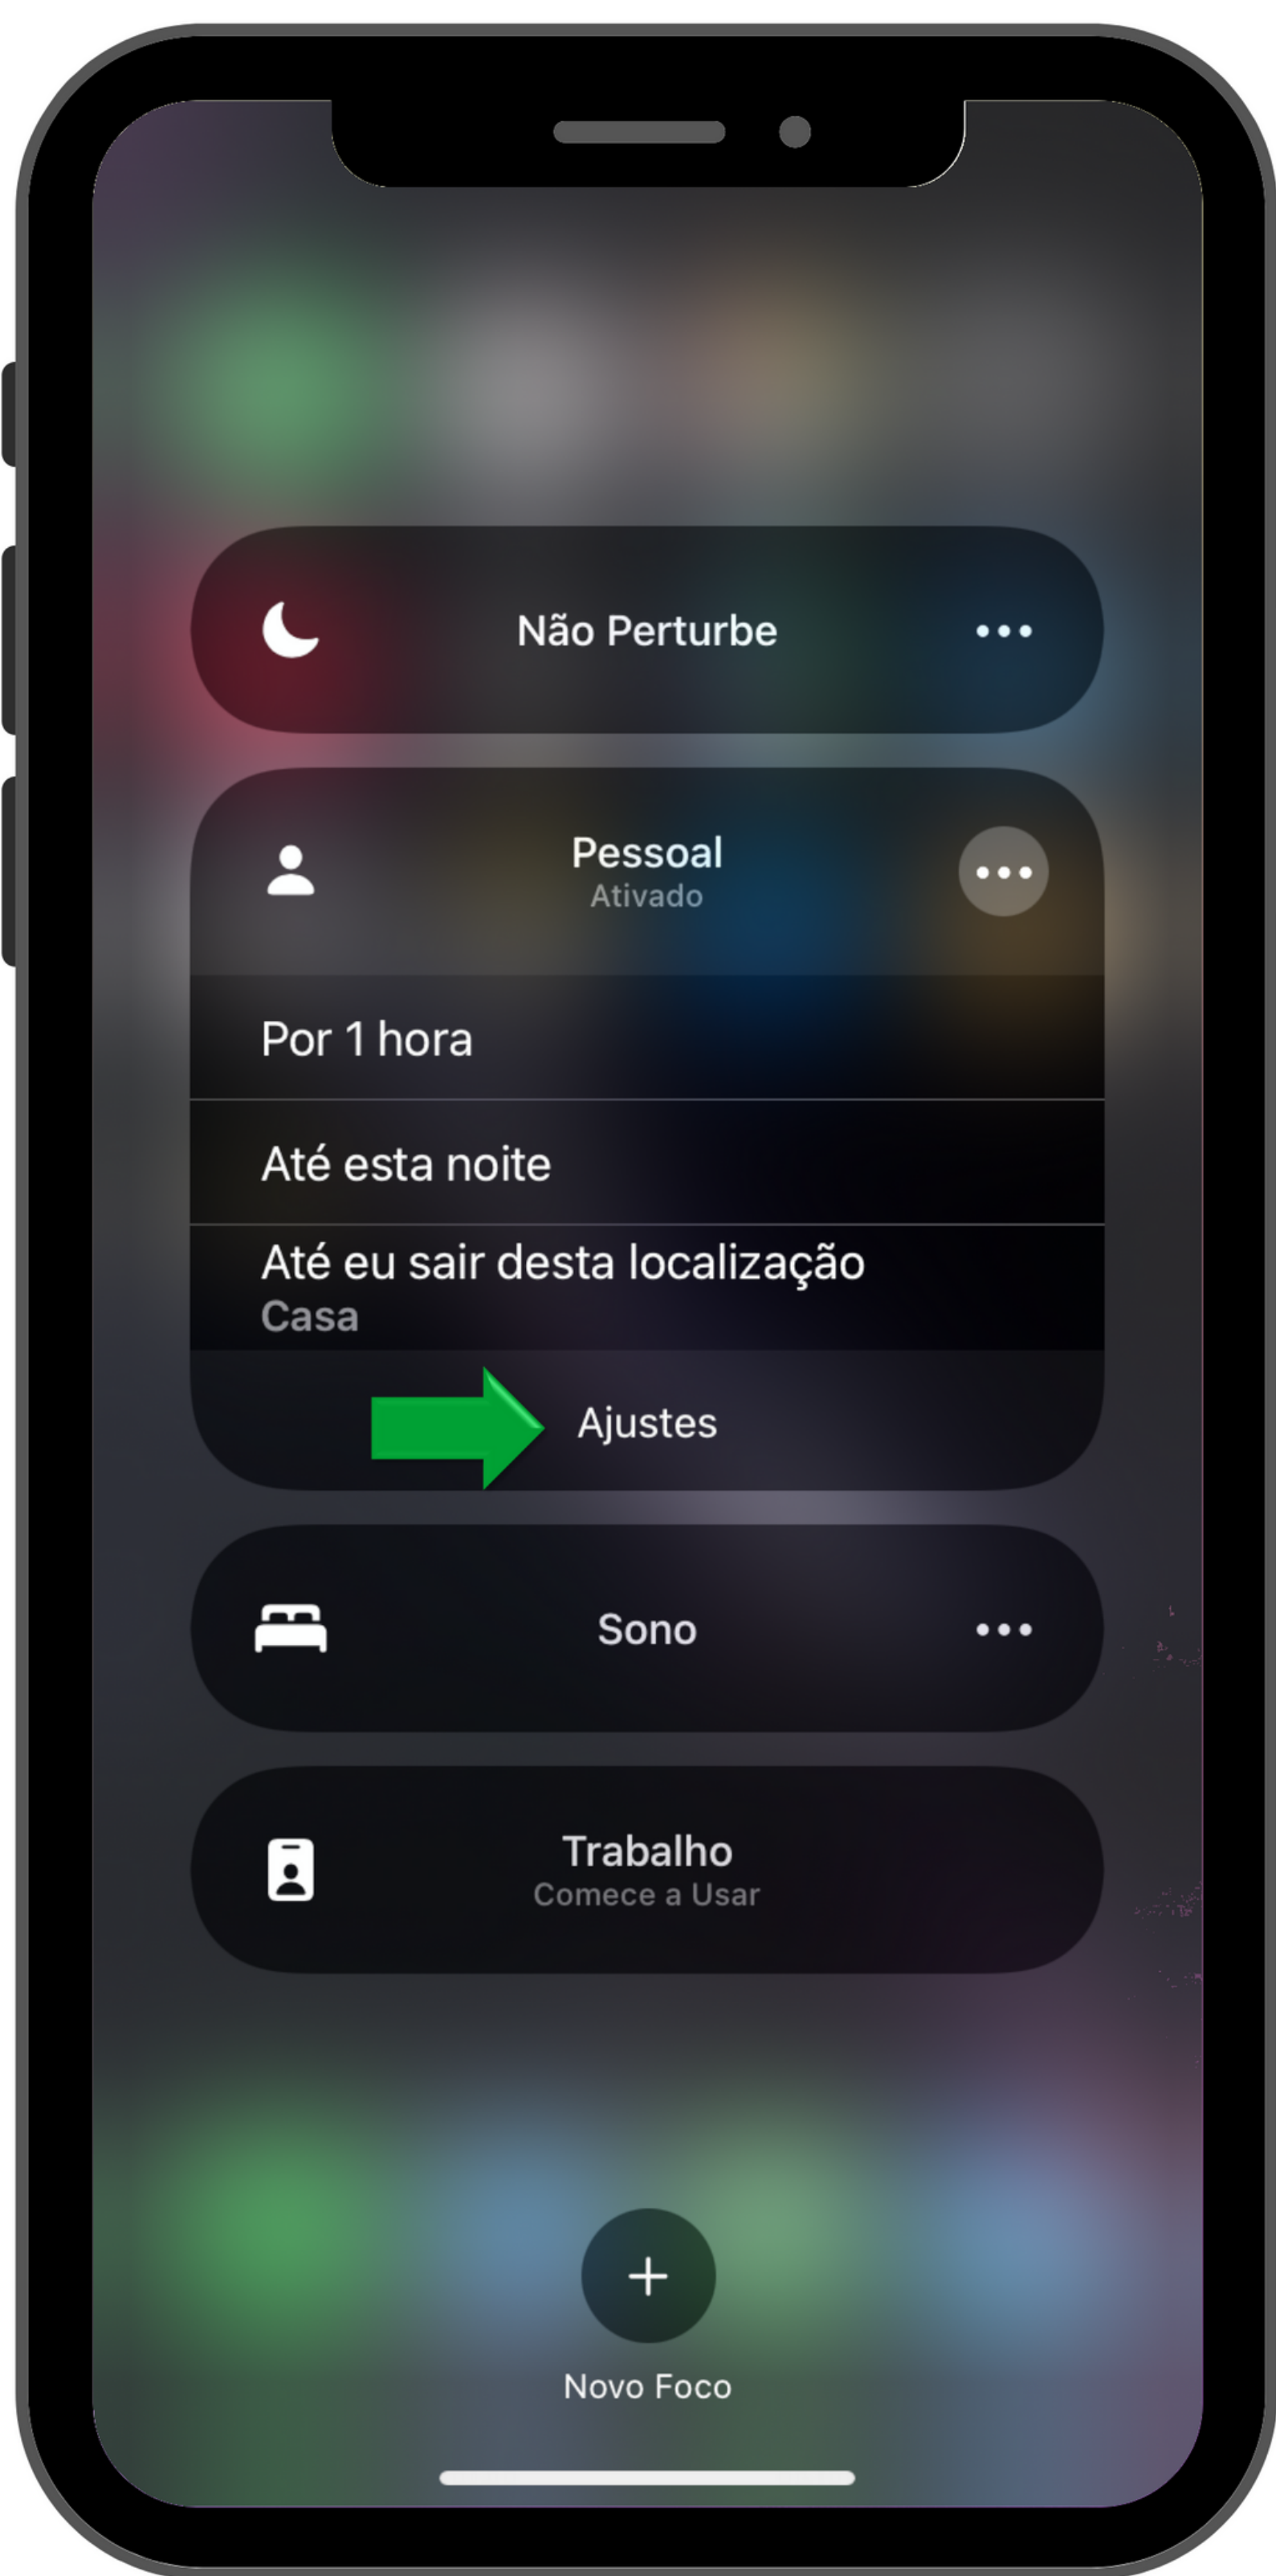 Não Perturbe
Pessoal
Ativado
Por 1 hora
Até esta noite
Até eu sair desta localização
Casa
Ajustes
Sono
Trabalho
Comece a Usar
Novo Foco